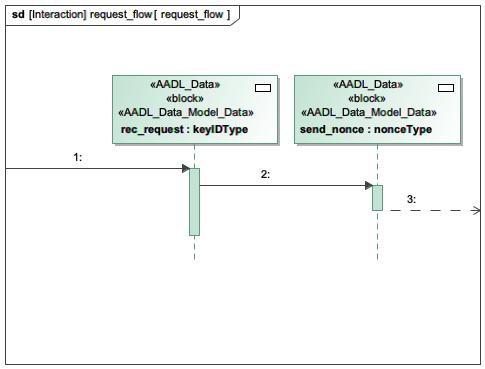 sd [Interaction] request_flow[ request_flow ]
«AADL_Data»
«block»
«AADL_Data_Model_Data»
rec_request : keyIDType
«AADL_Data»
«block»
«AADL_Data_Model_Data»
send_nonce : nonceType
1:
2:
3: